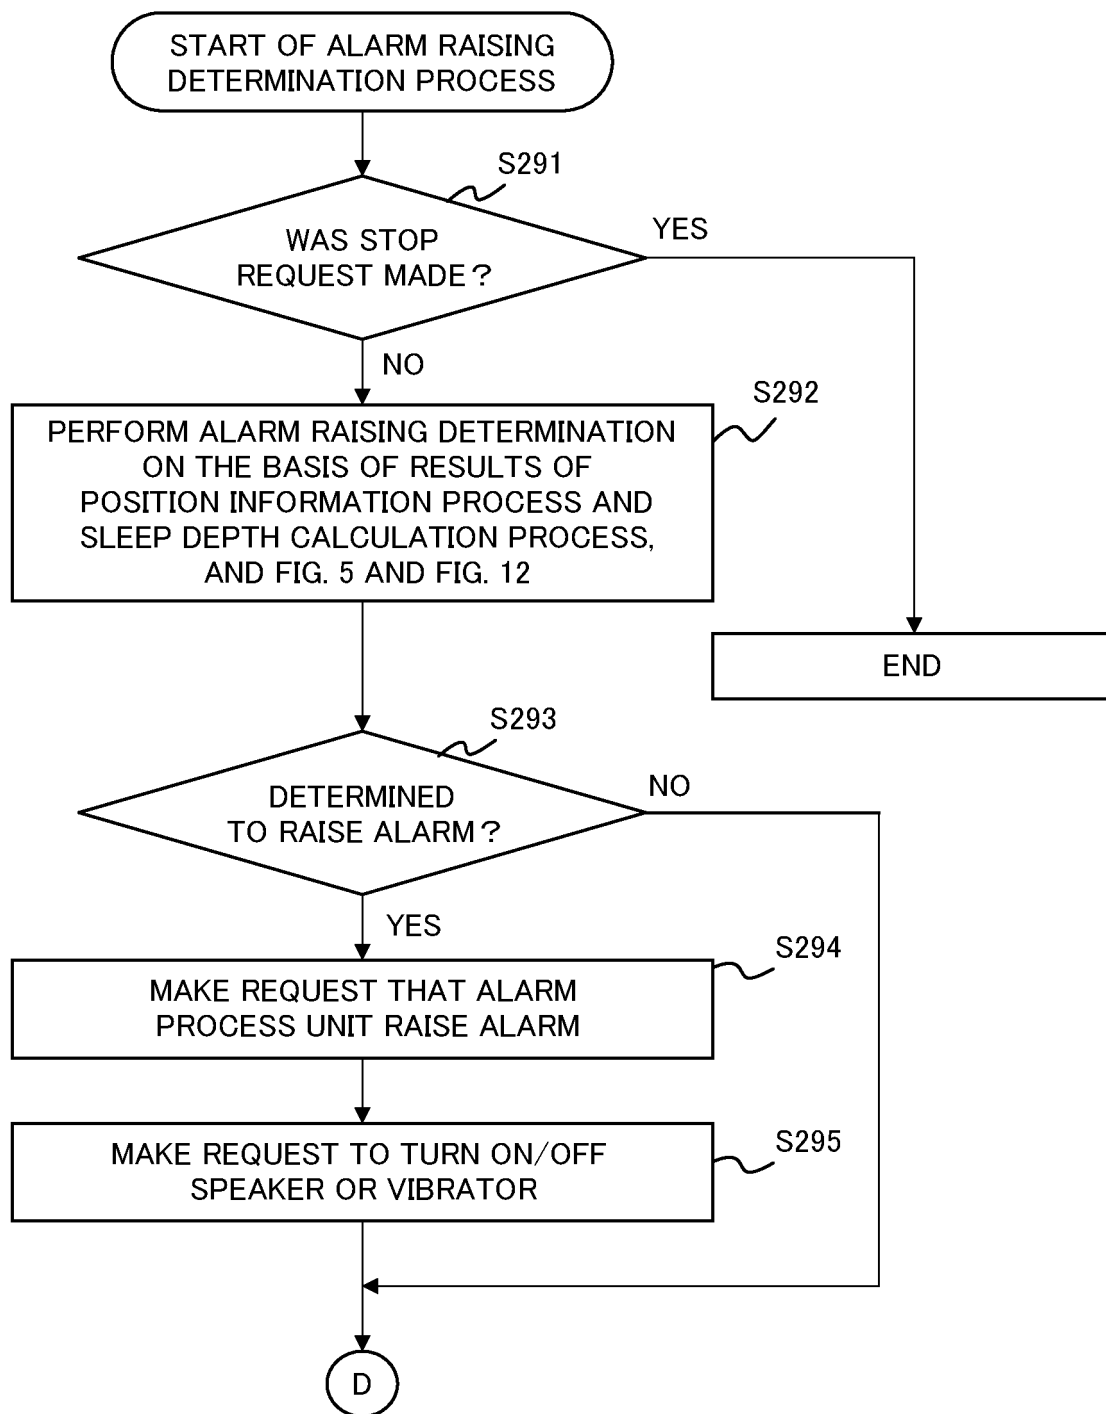 START OF ALARM RAISING
DETERMINATION PROCESS
S291
WAS STOP
REQUEST MADE?
YES
NO
S292
PERFORM ALARM RAISING DETERMINATION
ON THE BASIS OF RESULTS OF
POSITION INFORMATION PROCESS AND
SLEEP DEPTH CALCULATION PROCESS,
AND FIG. 5 AND FIG. 12
END
S293
DETERMINED
TO RAISE ALARM?
NO
YES
S294
MAKE REQUEST THAT ALARM
PROCESS UNIT RAISE ALARM
S295
MAKE REQUEST TO TURN ON/OFF
SPEAKER OR VIBRATOR
D